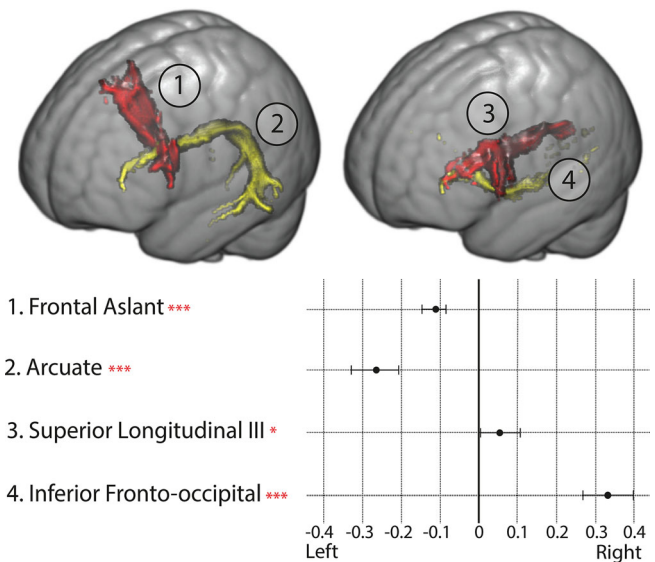 1
2
3
4
1. Frontal Aslant ***
2. Arcuate ***
3. Superior Longitudinal III *
4. Inferior Fronto-occipital ***
-0.4 -0.3 -0.2 -0.1 0 0.1 0.2 0.3 0.4
Left Right